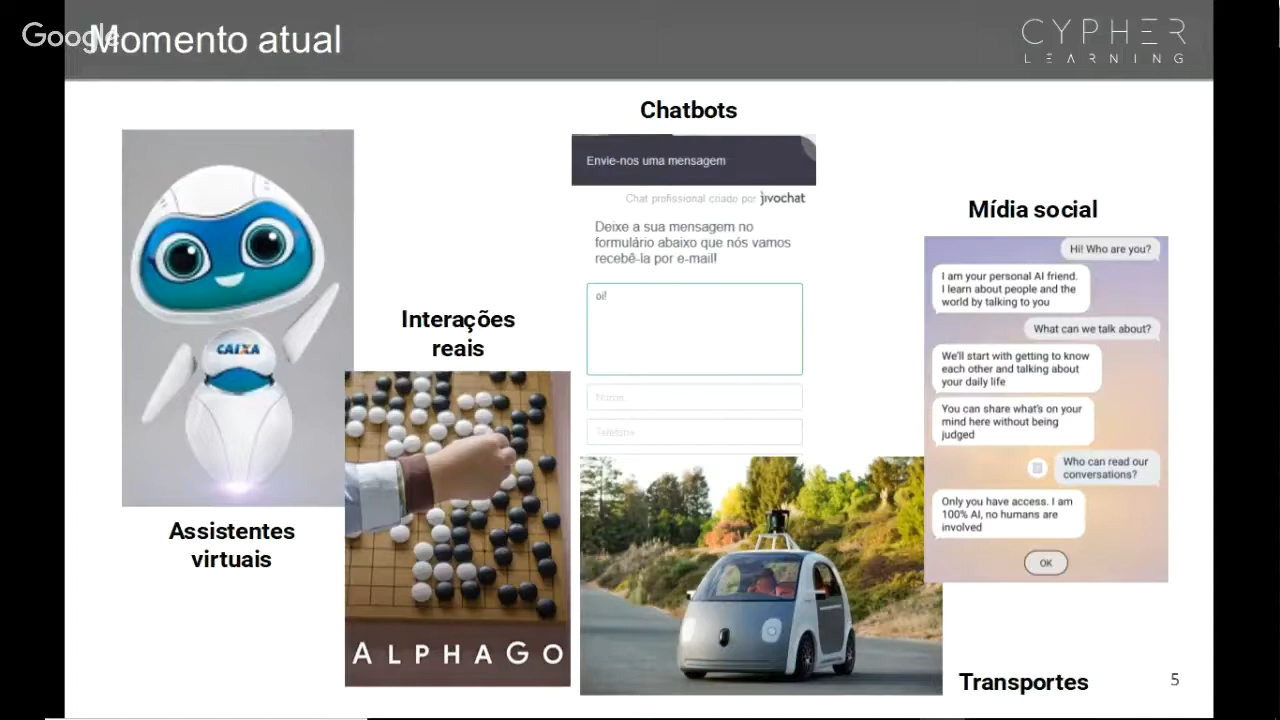 Google
Momento atual
CYPHER
LEARNING
Chatbots
Envie-nos uma mensagem
Chat profissional criado por jivochat
Deixe a sua mensagem no
formulário abaixo que nós vamos
recebê-la por e-mail!
oi!
Nome
Telefone
Mídia social
Hi! Who are you?
I am your personal AI friend.
I learn about people and the
world by talking to you
What can we talk about?
We'll start with getting to know
each other and talking about
your daily life
You can share what's on your
mind here without being
judged
Who can read our
conversations?
Only you have access. I am
100% AI, no humans are
involved
OK
CAIXA
Assistentes
virtuais
Interações
reais
ALPHAGO
Transportes
5